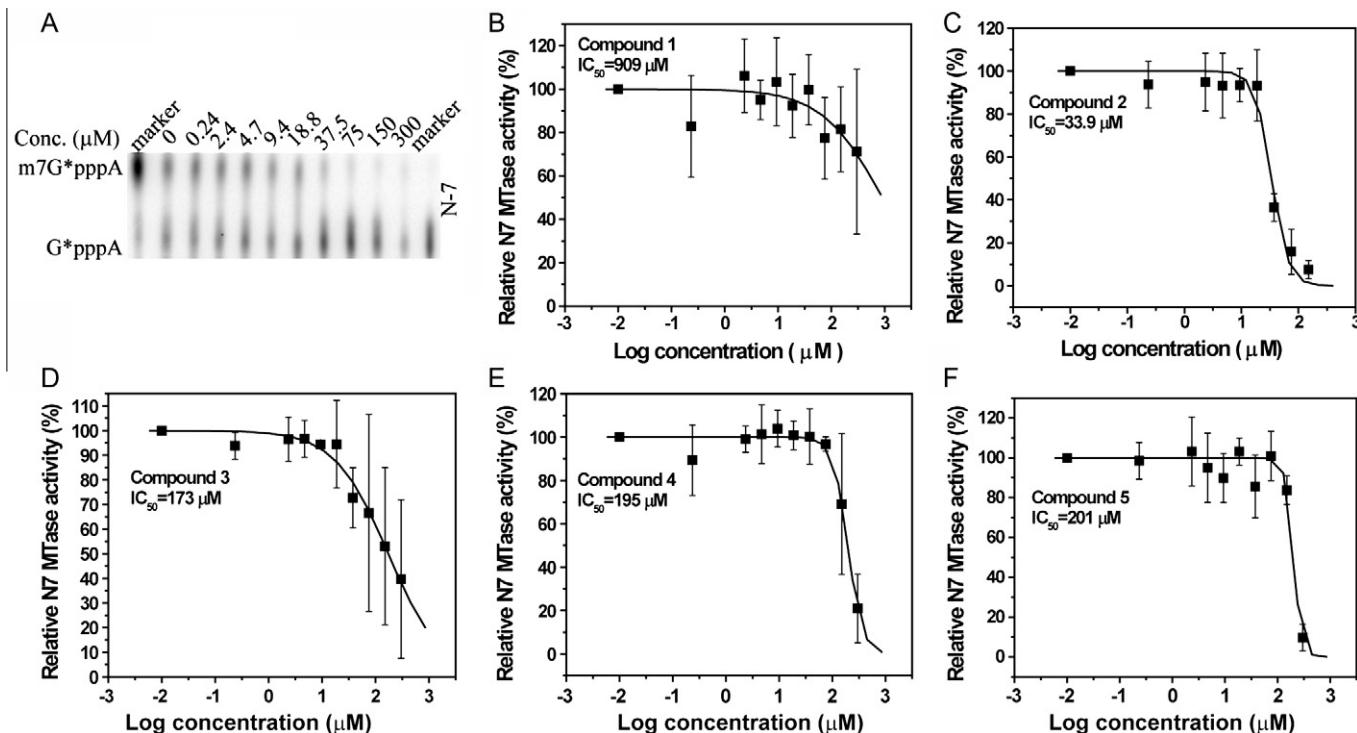 A
Conc. (μM) marker 0 0.24 2.4 4.7 9.4 18.8 37.5 75 150 300 marker
m7G*pppA
G*pppA
N-7
B
Relative N7 MTase activity (%)
120
100
80
60
40
20
0
Compound 1
IC50=909 μM
-3 -2 -1 0 1 2 3
Log concentration ( μM )
C
Relative N7 MTase activity (%)
120
100
80
60
40
20
0
Compound 2
IC50=33.9 μM
-3 -2 -1 0 1 2 3
Log concentration (μM)
D
Relative N7 MTase activity (%)
110
100
90
80
70
60
50
40
30
20
10
0
Compound 3
IC50=173 μM
-3 -2 -1 0 1 2 3
Log concentration (μM)
E
Relative N7 MTase activity (%)
120
100
80
60
40
20
0
Compound 4
IC50=195 μM
-3 -2 -1 0 1 2 3
Log concentration (μM)
F
Relative N7 MTase activity (%)
120
100
80
60
40
20
0
Compound 5
IC50=201 μM
-3 -2 -1 0 1 2 3
Log concentration (μM)